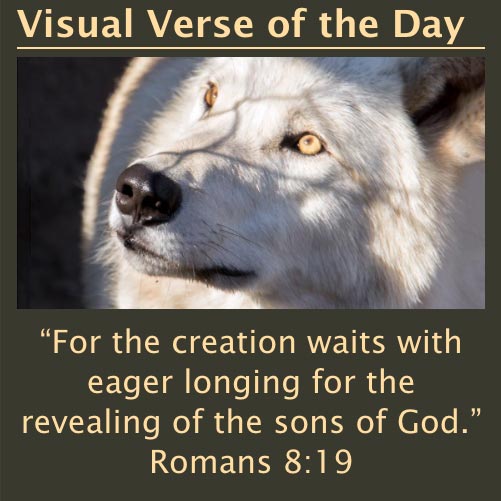 Visual Verse of the Day
“For the creation waits with
eager longing for the
revealing of the sons of God.”
Romans 8:19